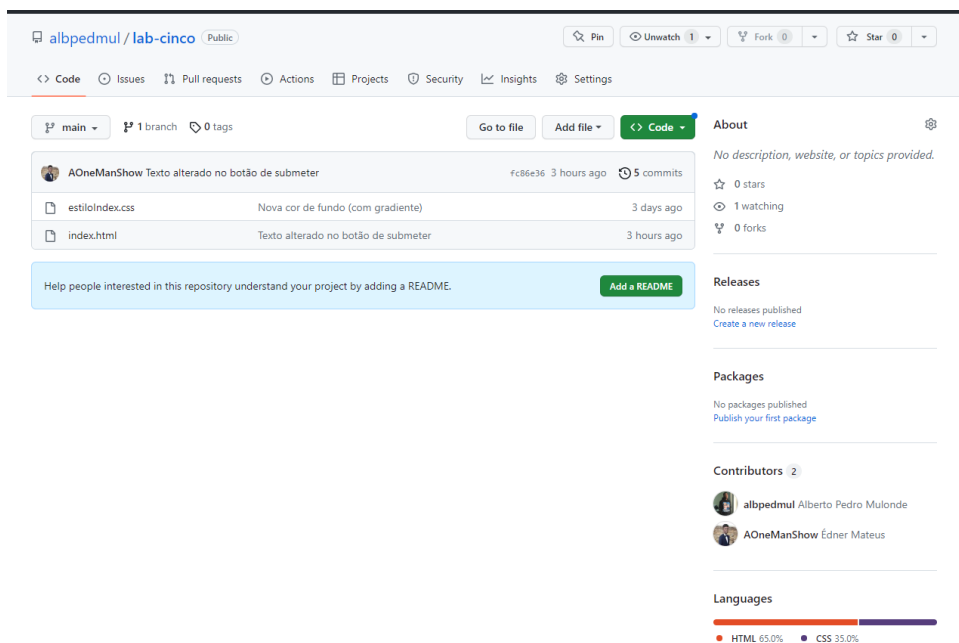 albpedmul / lab-cinco Public
Pin
Unwatch 1
Fork 0
Star 0
Code
Issues
Pull requests
Actions
Projects
Security
Insights
Settings
main
1 branch
0 tags
Go to file
Add file
Code
AOneManShow Texto alterado no botão de submeter fc86e36 3 hours ago 5 commits
estiloIndex.css Nova cor de fundo (com gradiente) 3 days ago
index.html Texto alterado no botão de submeter 3 hours ago
Help people interested in this repository understand your project by adding a README. Add a README
About
No description, website, or topics provided.
0 stars
1 watching
0 forks
Releases
No releases published
Create a new release
Packages
No packages published
Publish your first package
Contributors 2
albpedmul Alberto Pedro Mulonde
AOneManShow Édner Mateus
Languages
HTML 65.0% CSS 35.0%